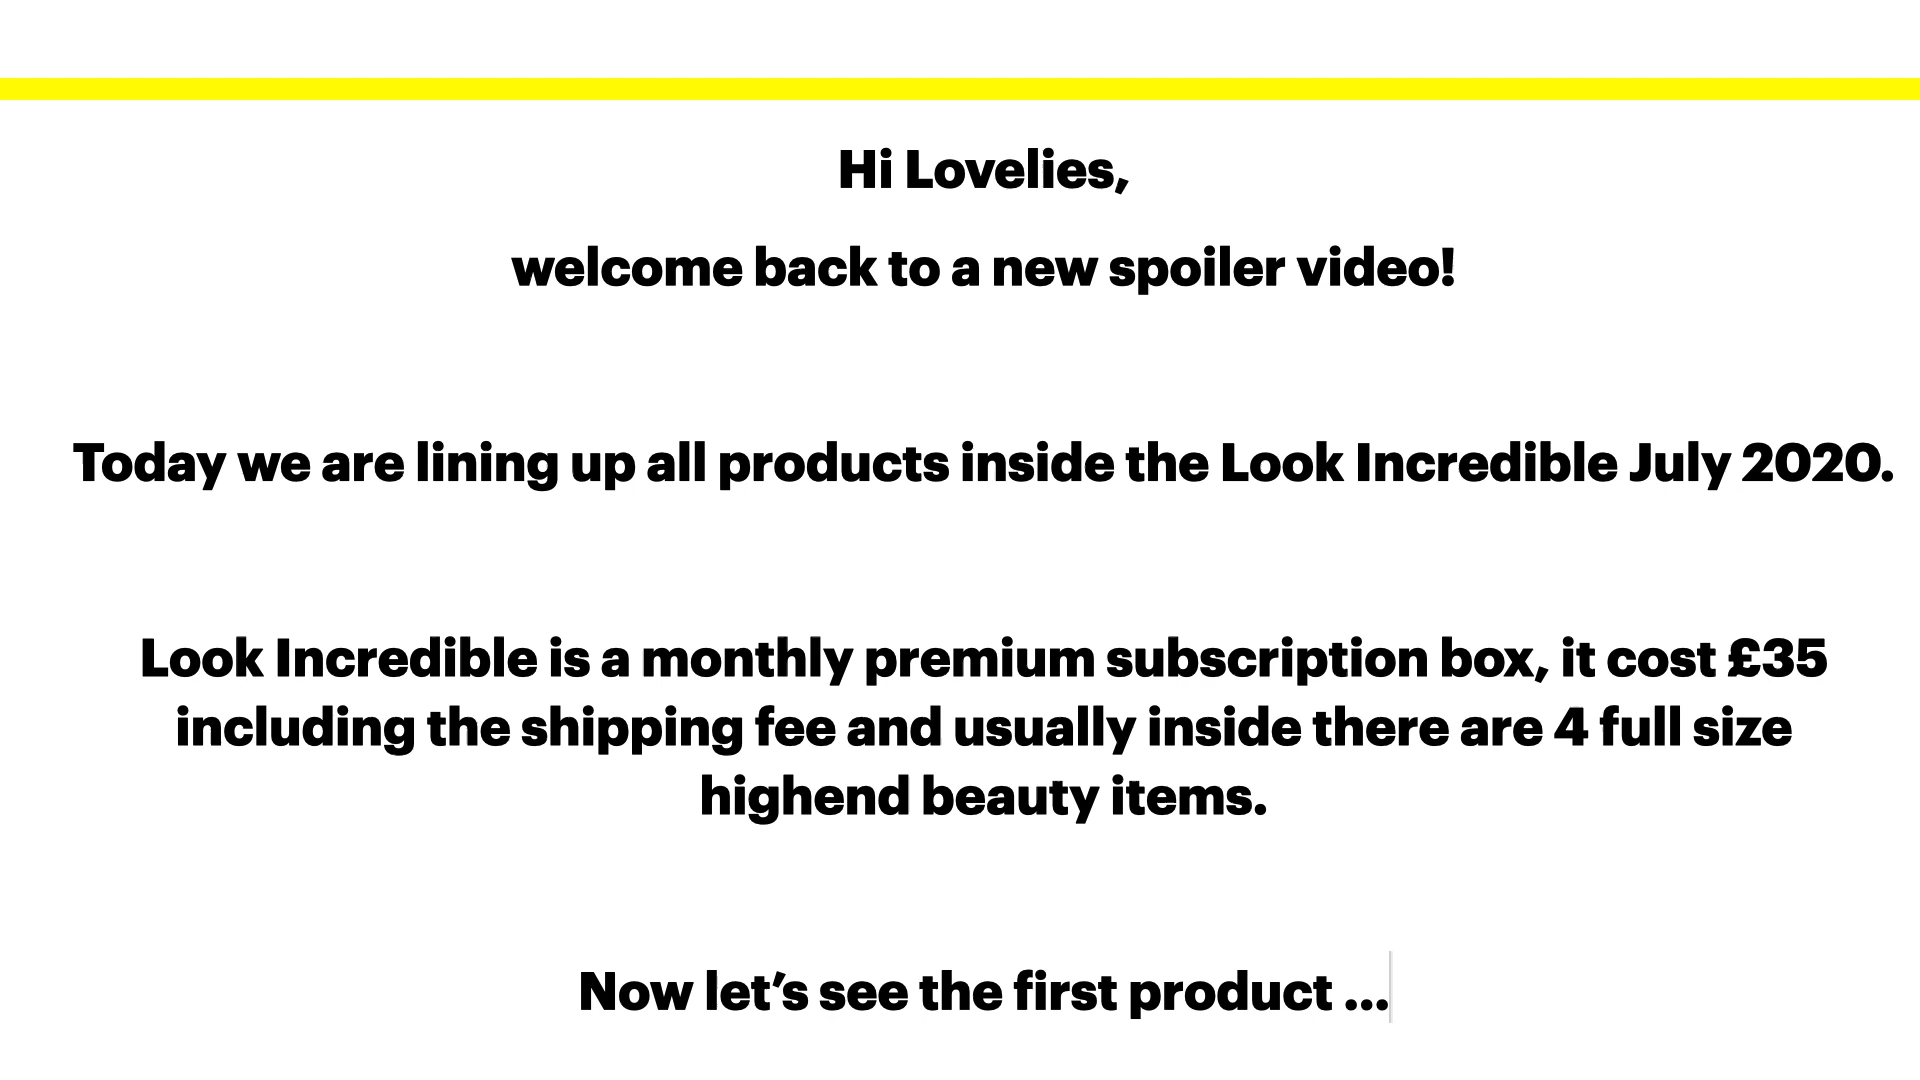 Hi Lovelies,
welcome back to a new spoiler video!
Today we are lining up all products inside the Look Incredible July 2020.
Look Incredible is a monthly premium subscription box, it cost £35
including the shipping fee and usually inside there are 4 full size
highend beauty items.
Now let’s see the first product ...